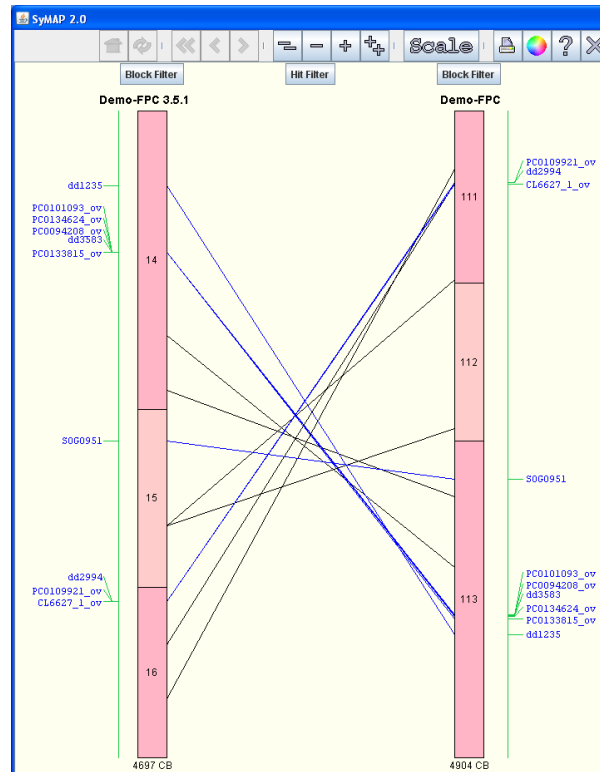 SyMAP 2.0
Scale
?
Block Filter
Hit Filter
Block Filter
Demo-FPC 3.5.1
Demo-FPC
dd1235
PC0101093_ov
PC0134624_ov
PC0094208_ov
dd3583
PC0133815_ov
SOG0951
dd2994
PC0109921_ov
CL6627_1_ov
14
15
16
4697 CB
111
112
113
4904 CB
PC0109921_ov
dd2994
CL6627_1_ov
SOG0951
PC0101093_ov
PC0094208_ov
dd3583
PC0134624_ov
PC0133815_ov
dd1235